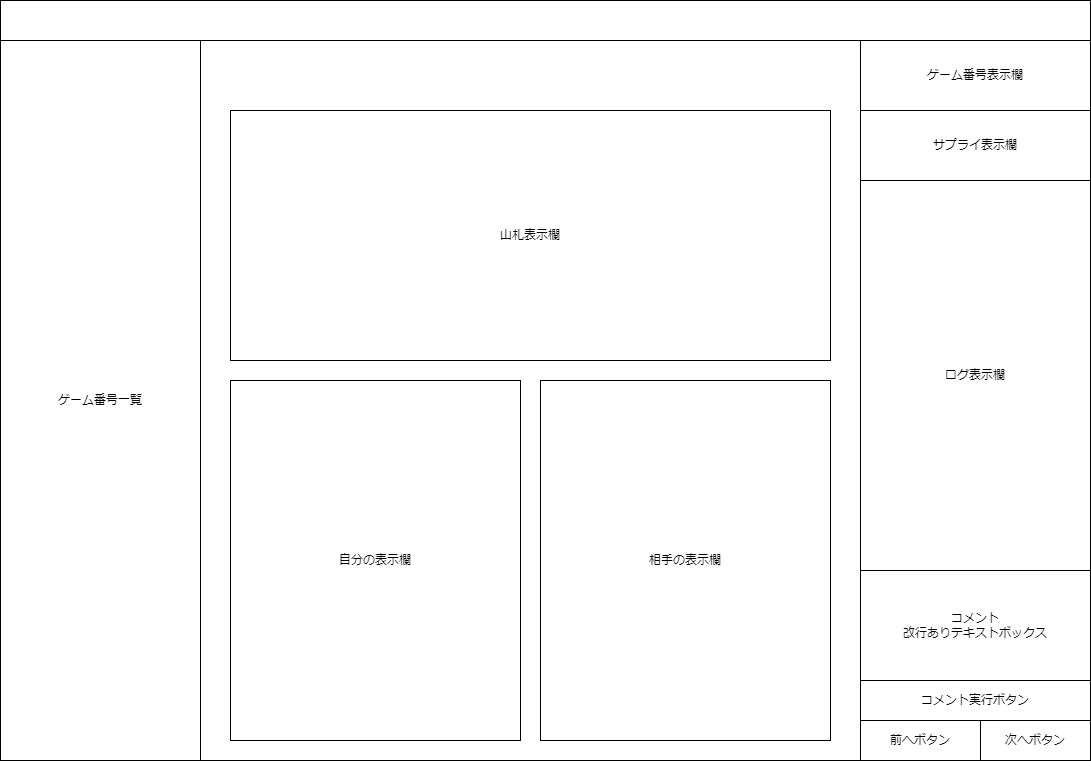 ゲーム番号一覧
山札表示欄
自分の表示欄
相手の表示欄
ゲーム番号表示欄
サプライ表示欄
ログ表示欄
コメント
改行ありテキストボックス
コメント実行ボタン
前へボタン
次へボタン